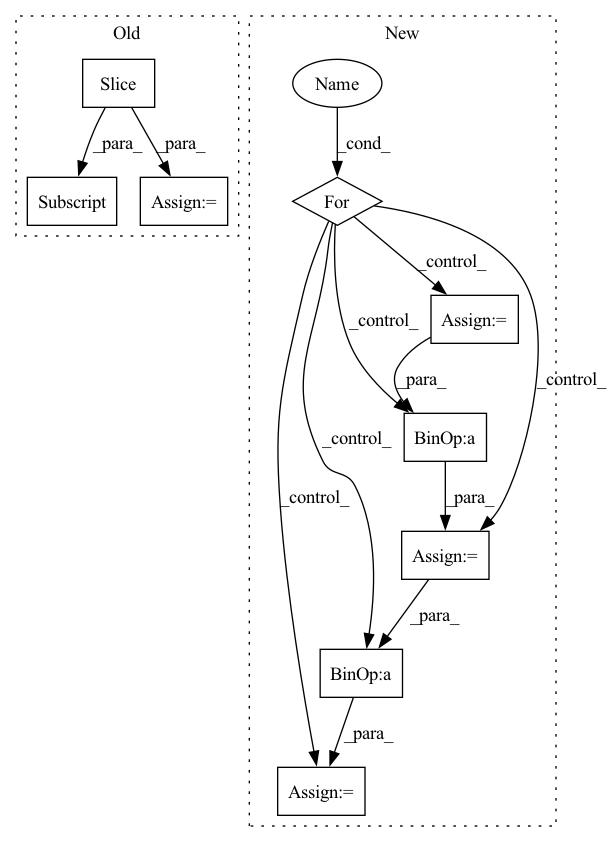 Old
New
Slice
Name
_para_
_para_
_cond_
Subscript
Assign:=
For
_control_
Assign:=
_control_
_para_
_control_
BinOp:a
_control_
_para_
_control_
Assign:=
_para_
BinOp:a
_para_
Assign:=